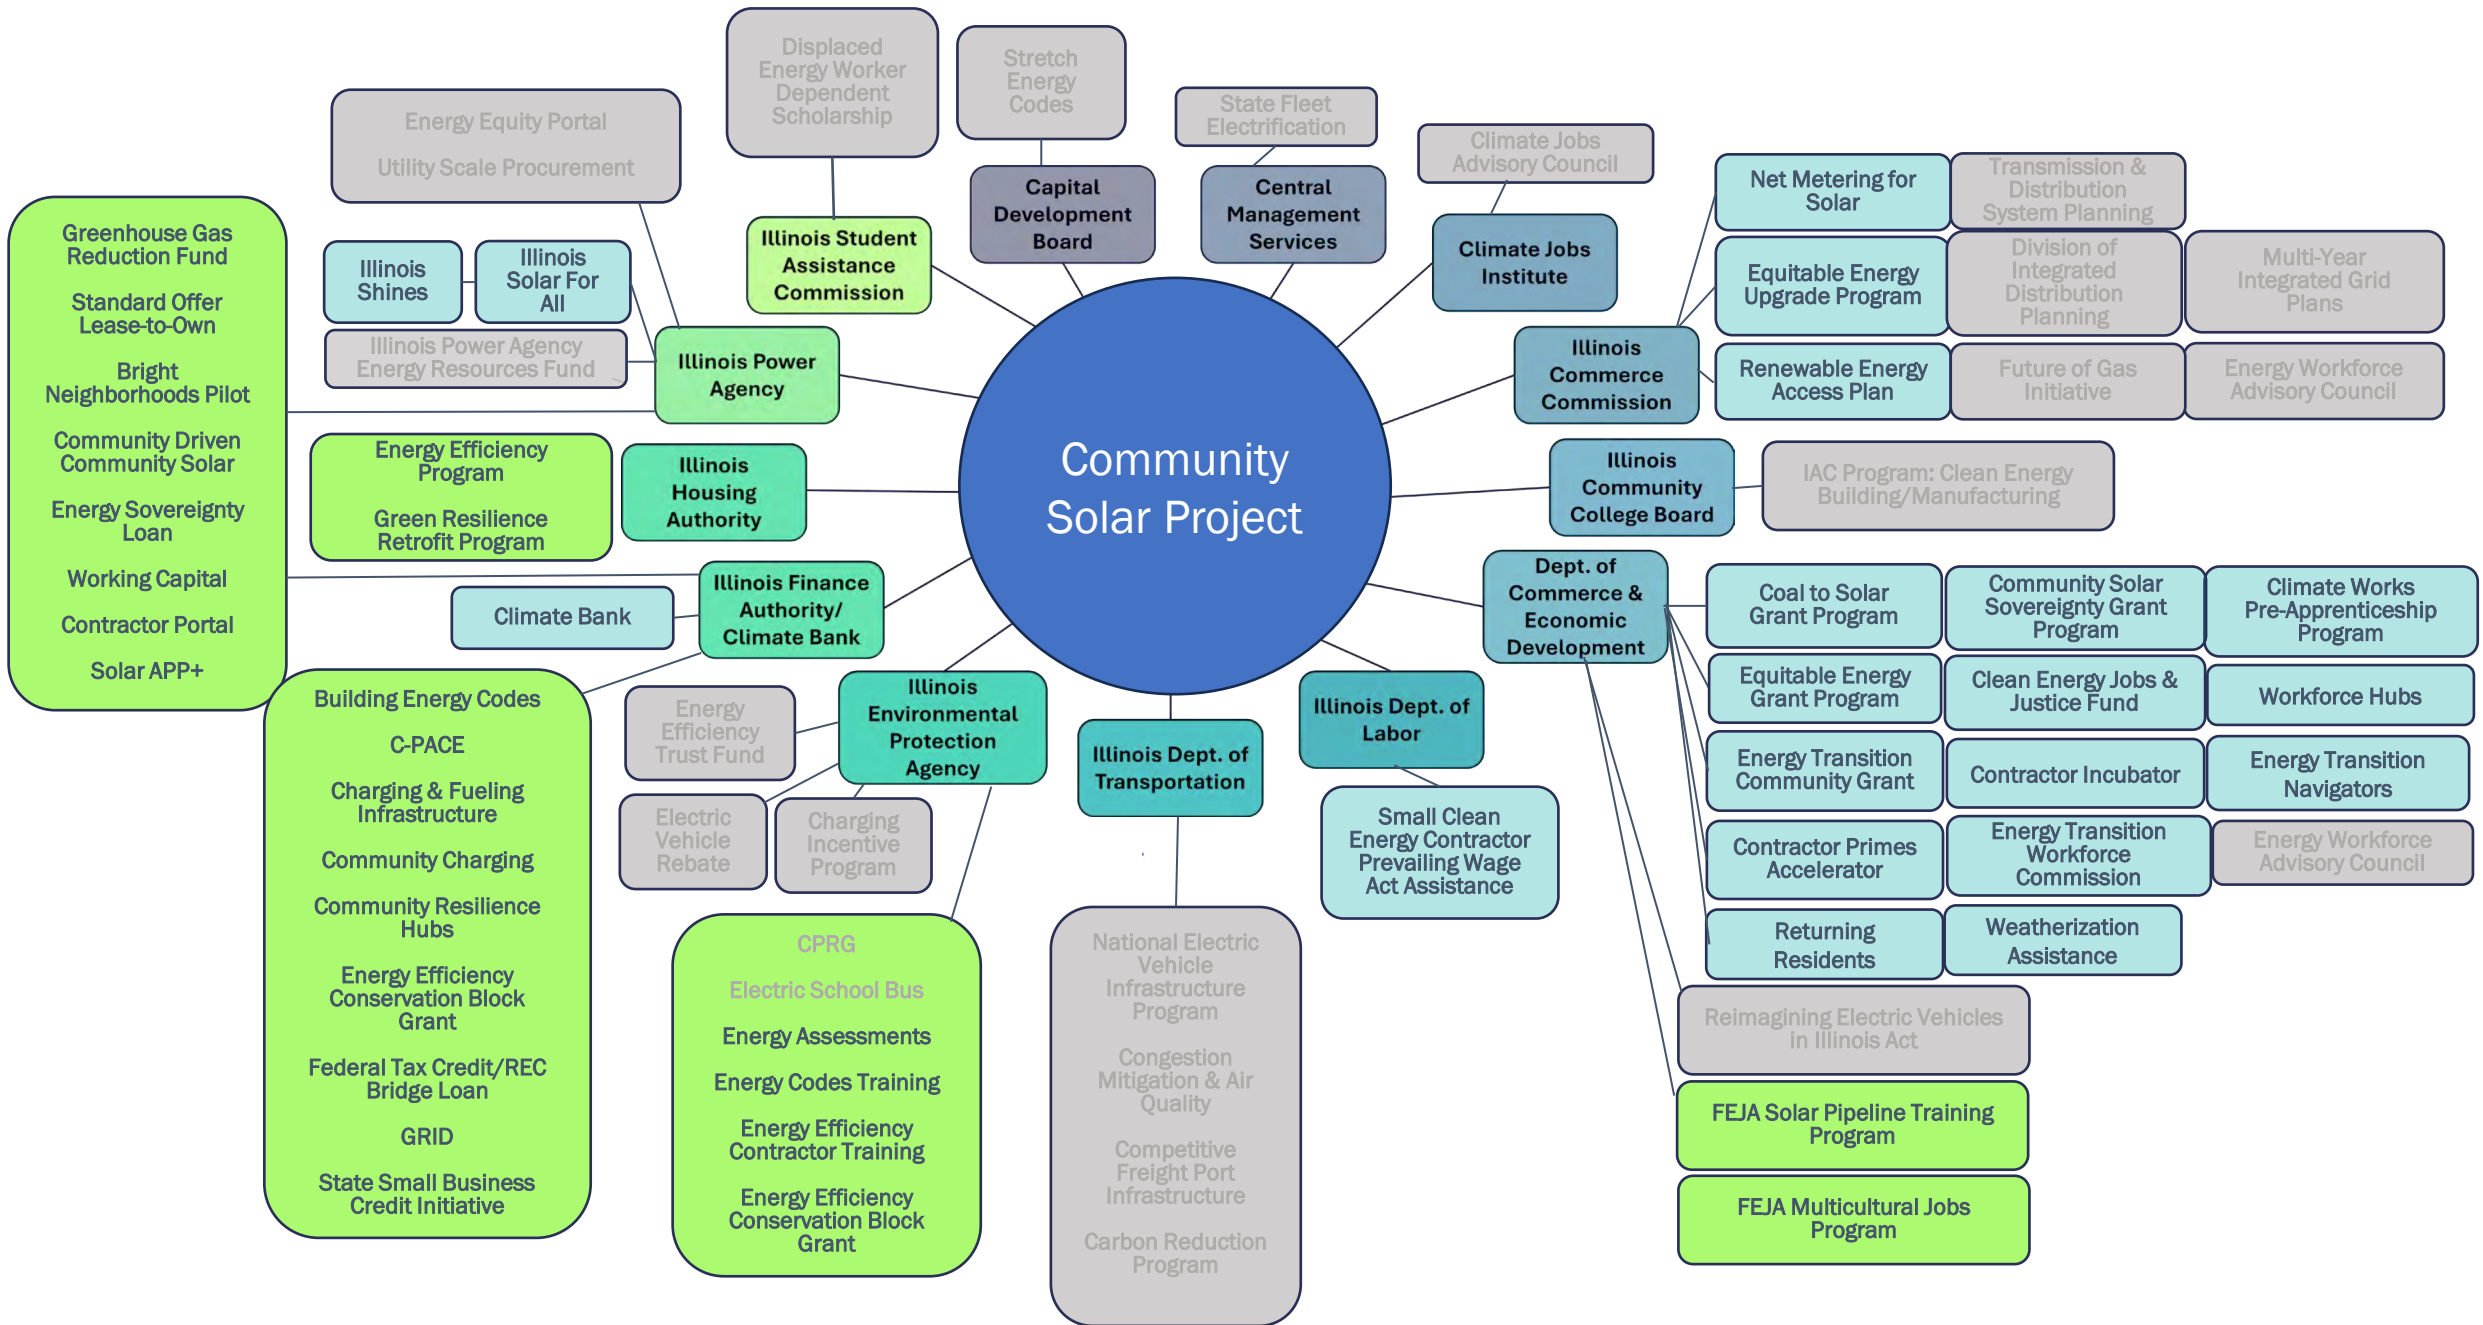 Displaced
Energy Worker
Dependent
Scholarship
Stretch
Energy
Codes
State Fleet
Electrification
Climate Jobs
Advisory Council
Energy Equity Portal
Utility Scale Procurement
Illinois Student
Assistance
Commission
Capital
Development
Board
Central
Management
Services
Climate Jobs
Institute
Net Metering for
Solar
Transmission &
Distribution
System Planning
Equitable Energy
Upgrade Program
Division of
Integrated
Distribution
Planning
Multi-Year
Integrated Grid
Plans
Renewable Energy
Access Plan
Future of Gas
Initiative
Energy Workforce
Advisory Council
Illinois
Commerce
Commission
Greenhouse Gas
Reduction Fund
Standard Offer
Lease-to-Own
Bright
Neighborhoods Pilot
Community Driven
Community Solar
Energy Sovereignty
Loan
Working Capital
Contractor Portal
Solar APP+
Illinois
Shines
Illinois
Solar For
All
Illinois Power Agency
Energy Resources Fund
Illinois Power
Agency
Energy Efficiency
Program
Green Resilience
Retrofit Program
Illinois
Housing
Authority
Community
Solar Project
Illinois
Community
College Board
IAC Program: Clean Energy
Building/Manufacturing
Climate Bank
Illinois Finance
Authority/
Climate Bank
Dept. of
Commerce &
Economic
Development
Coal to Solar
Grant Program
Community Solar
Sovereignty Grant
Program
Climate Works
Pre-Apprenticeship
Program
Equitable Energy
Grant Program
Clean Energy Jobs &
Justice Fund
Workforce Hubs
Energy Transition
Community Grant
Contractor Incubator
Energy Transition
Navigators
Contractor Primes
Accelerator
Energy Transition
Workforce
Commission
Energy Workforce
Advisory Council
Returning
Residents
Weatherization
Assistance
Reimagining Electric Vehicles
in Illinois Act
FEJA Solar Pipeline Training
Program
FEJA Multicultural Jobs
Program
Building Energy Codes
C-PACE
Charging & Fueling
Infrastructure
Community Charging
Community Resilience
Hubs
Energy Efficiency
Conservation Block
Grant
Federal Tax Credit/REC
Bridge Loan
GRID
State Small Business
Credit Initiative
Energy
Efficiency
Trust Fund
Electric
Vehicle
Rebate
Charging
Incentive
Program
Illinois
Environmental
Protection
Agency
CPRG
Electric School Bus
Energy Assessments
Energy Codes Training
Energy Efficiency
Contractor Training
Energy Efficiency
Conservation Block
Grant
Illinois Dept. of
Transportation
National Electric
Vehicle
Infrastructure
Program
Congestion
Mitigation & Air
Quality
Competitive
Freight Port
Infrastructure
Carbon Reduction
Program
Illinois Dept. of
Labor
Small Clean
Energy Contractor
Prevailing Wage
Act Assistance